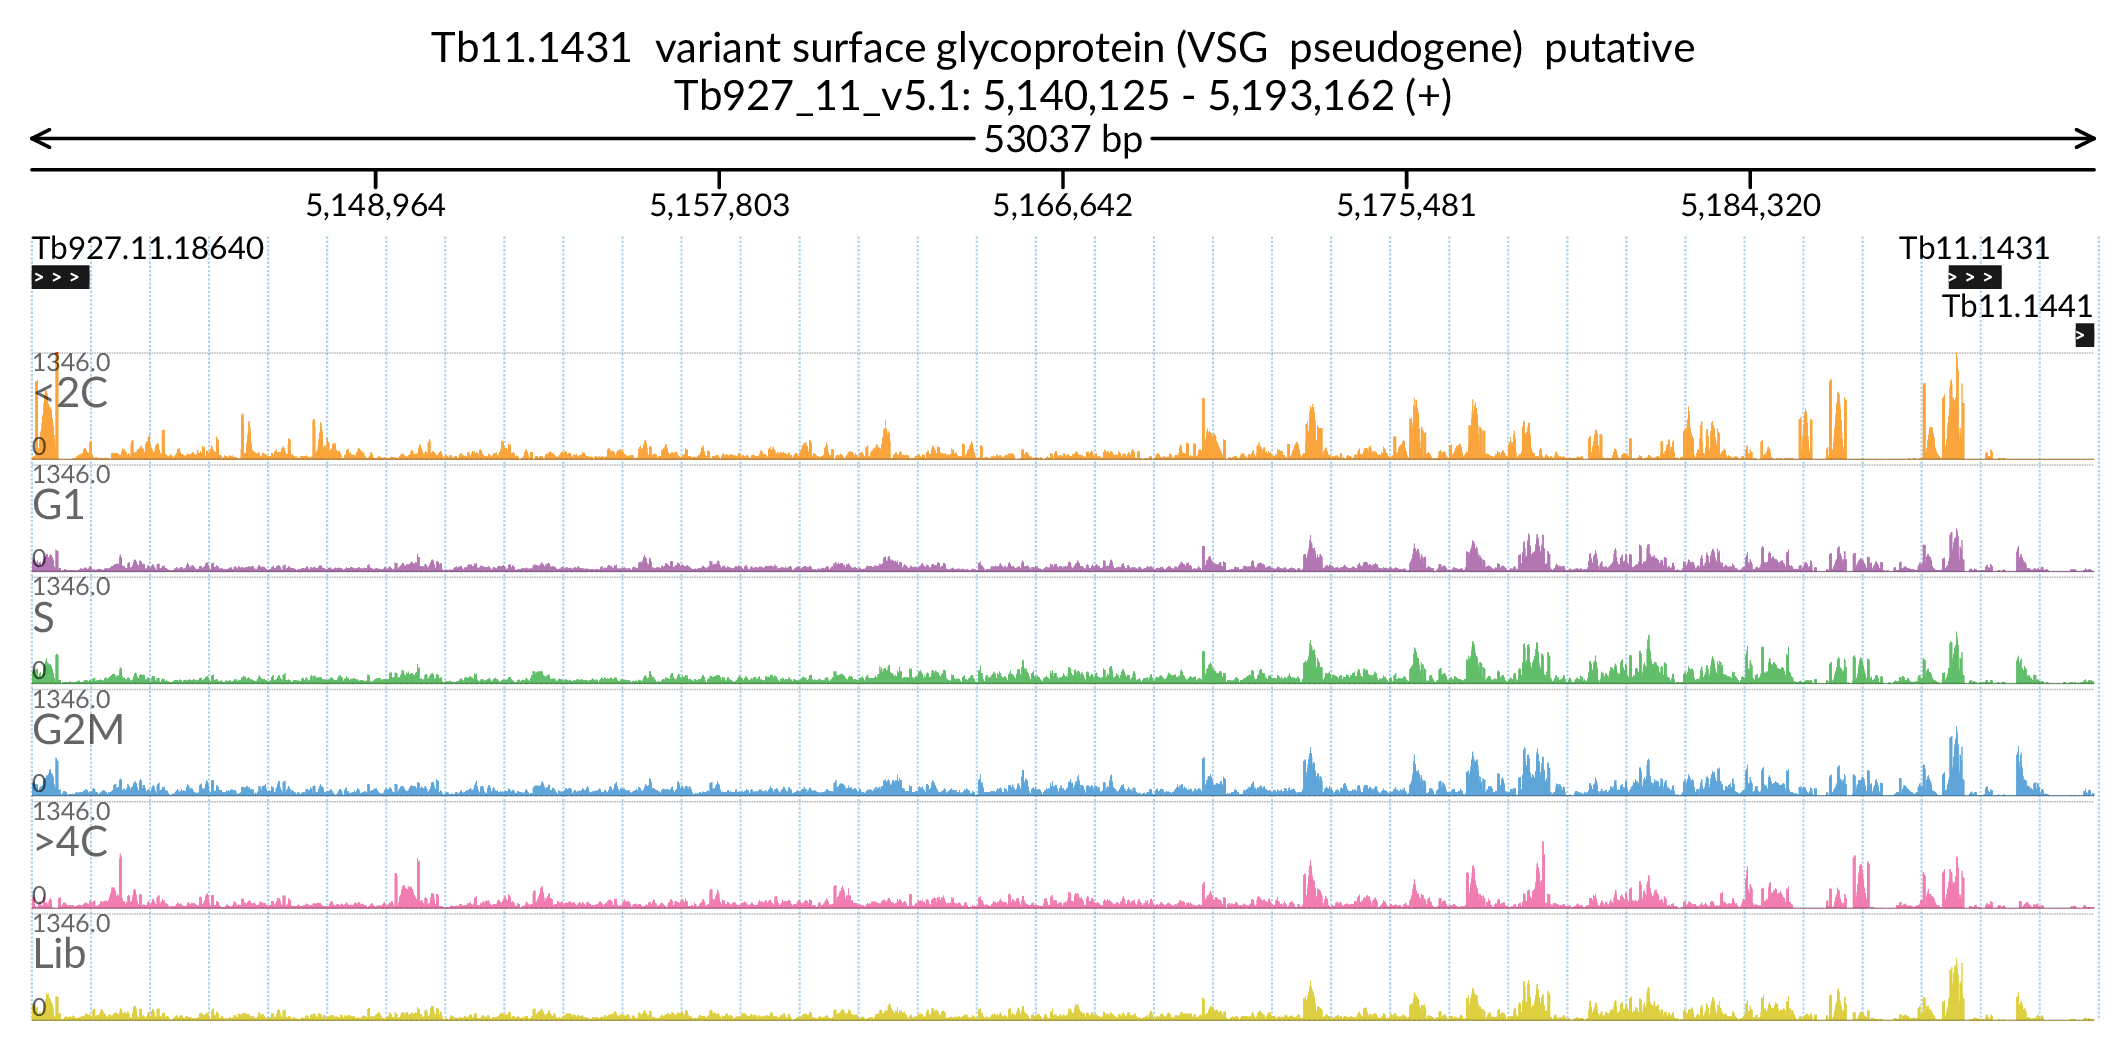 Tb11.1431  variant surface glycoprotein (VSG  pseudogene)  putative
Tb927_11_v5.1: 5,140,125 - 5,193,162 (+)
53037 bp
5,148,964 5,157,803 5,166,642 5,175,481 5,184,320
Tb927.11.18640 Tb11.1431
> > > > > >
Tb11.1441
>
1346.0
<2C
0
1346.0
G1
0
1346.0
S
0
1346.0
G2M
0
1346.0
>4C
0
1346.0
Lib
0